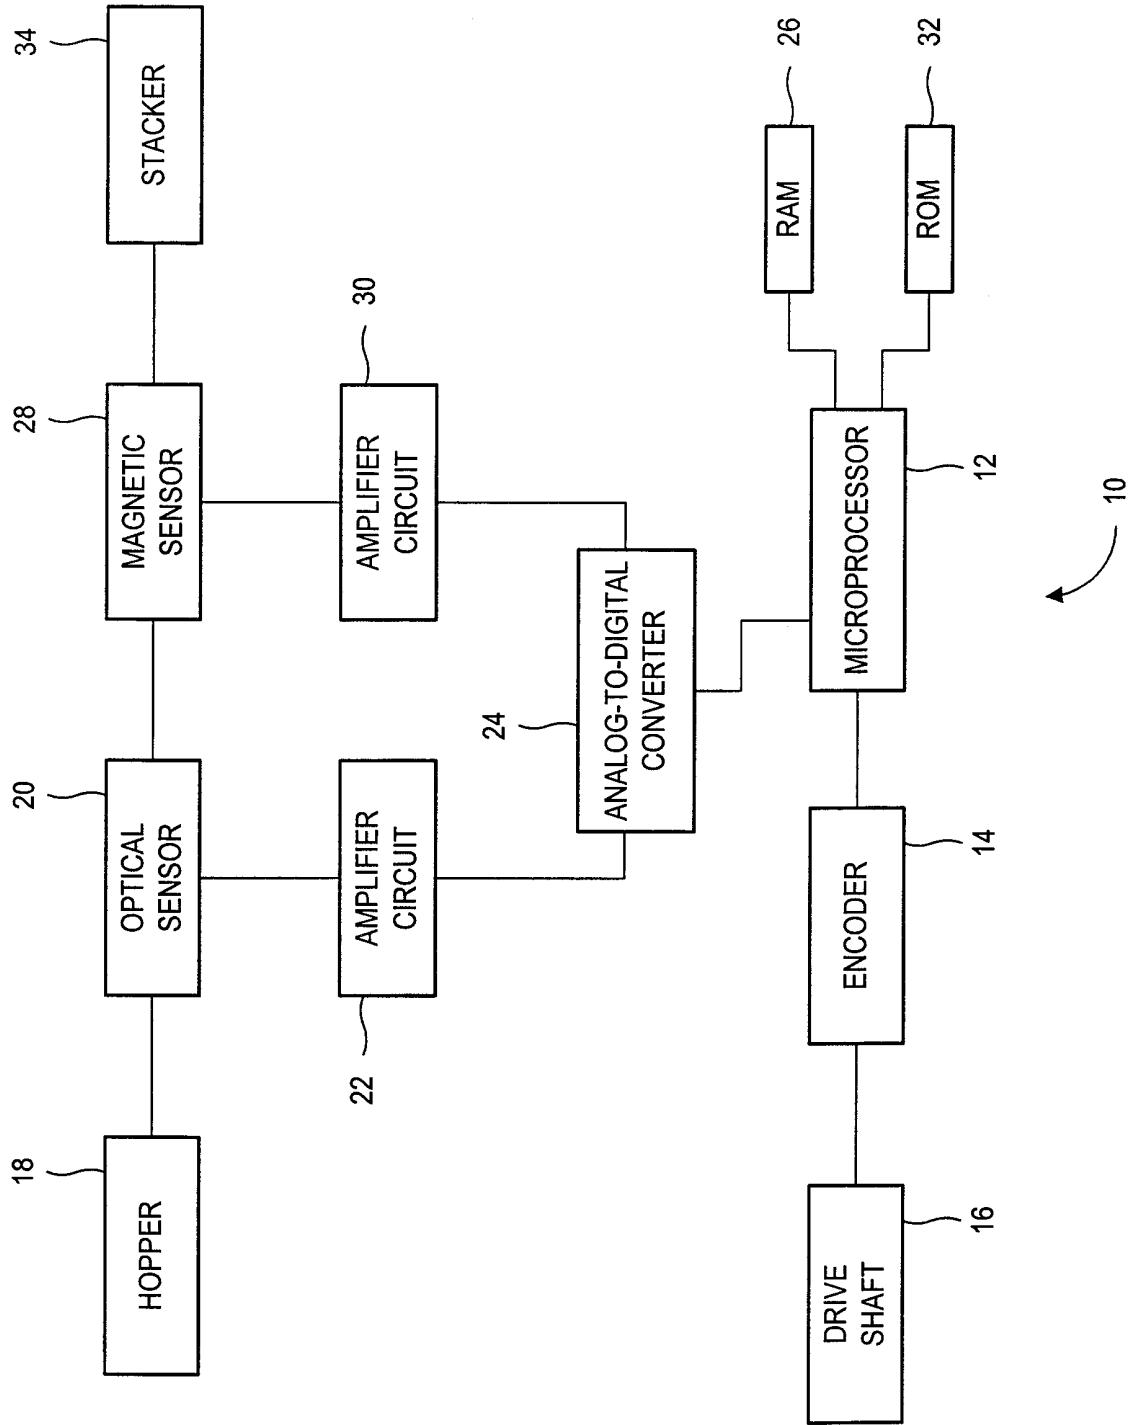 18
20
28
34
HOPPER
OPTICAL
SENSOR
MAGNETIC
SENSOR
STACKER
22
30
AMPLIFIER
CIRCUIT
AMPLIFIER
CIRCUIT
24
ANALOG-TO-DIGITAL
CONVERTER
RAM
26
DRIVE
SHAFT
ENCODER
MICROPROCESSOR
ROM
32
16
14
12
10